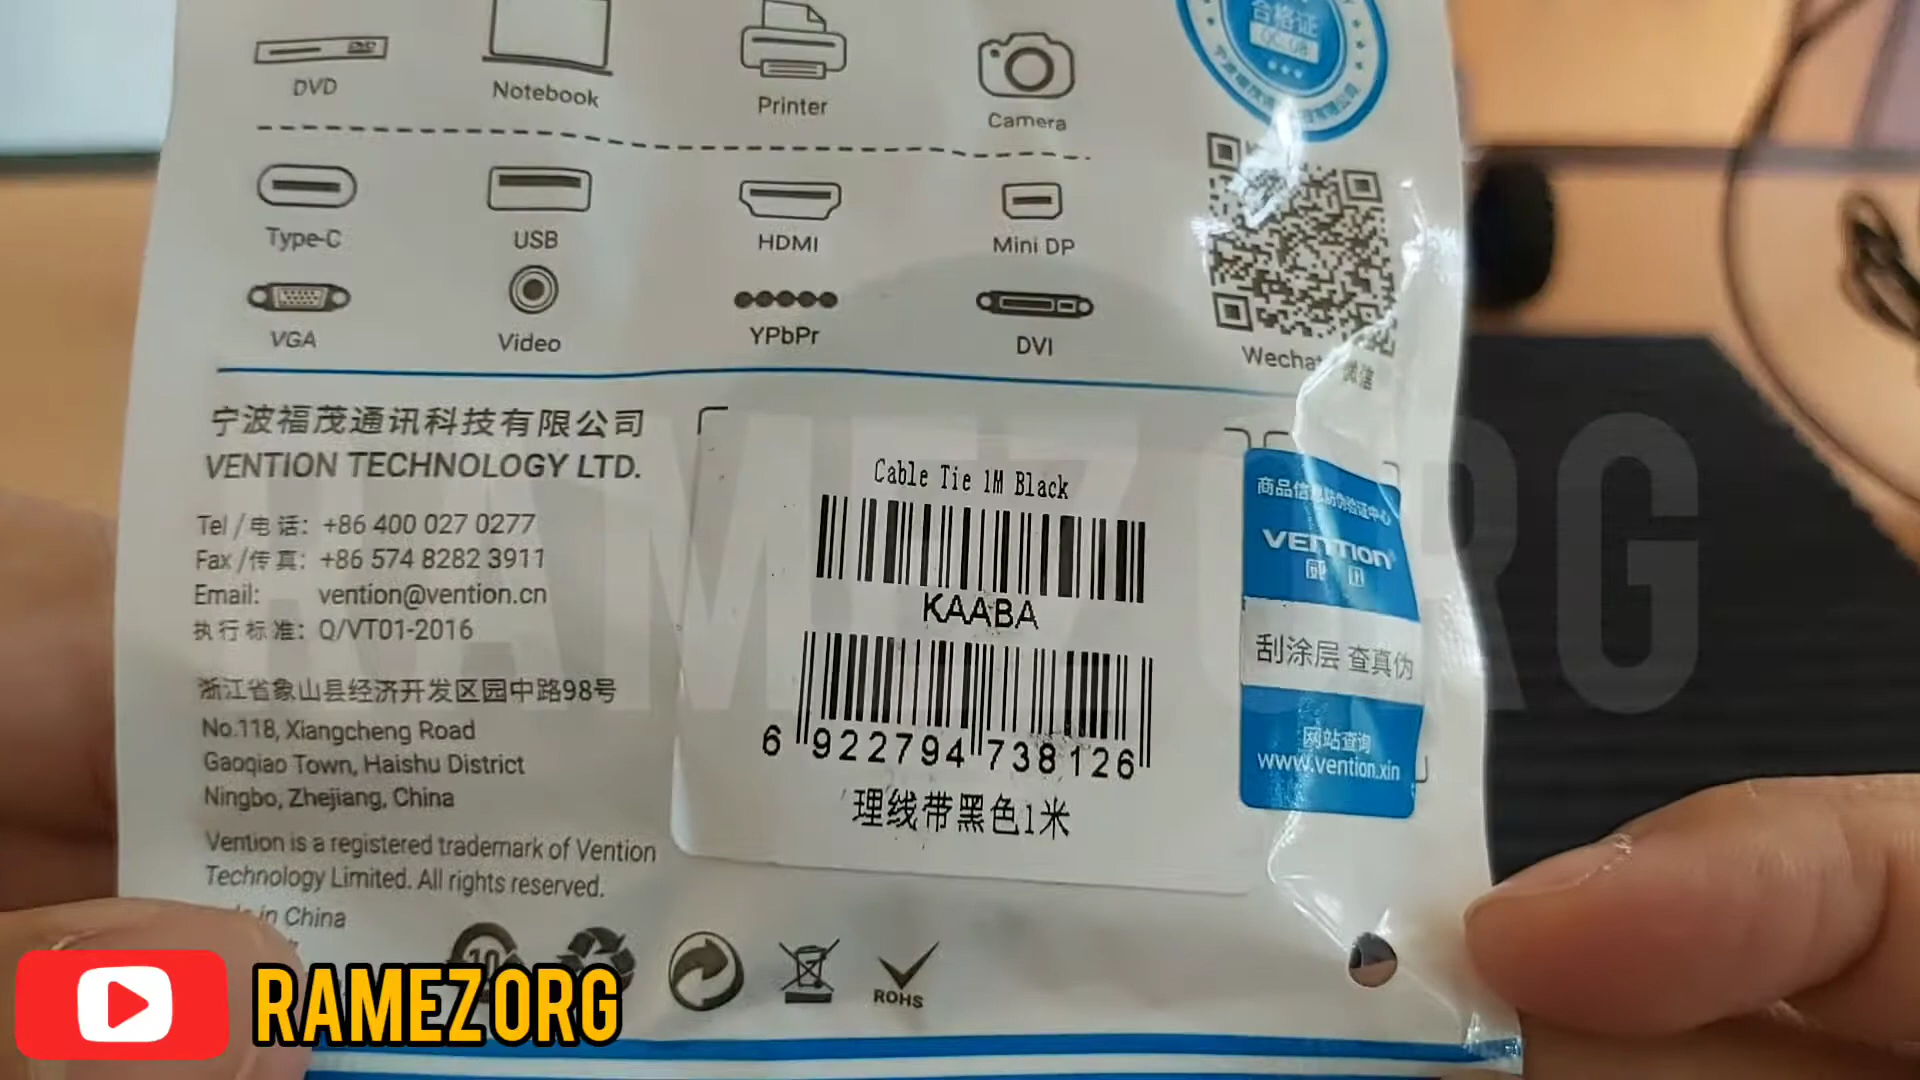 合格证
QC 08
DVD
Notebook
Printer
Camera
Type-C
USB
HDMI
Mini DP
VGA
Video
YPbPr
DVI
Wechat 微信
宁波福茂通讯科技有限公司
VENTION TECHNOLOGY LTD.
Tel /电 话: +86 400 027 0277
Fax /传 真: +86 574 8282 3911
Email: vention@vention.cn
执 行 标 准: Q/VT01-2016
浙江省象山县经济开发区园中路98号
No.118, Xiangcheng Road
Gaoqiao Town, Haishu District
Ningbo, Zhejiang, China
Vention is a registered trademark of Vention
Technology Limited. All rights reserved.
in China
Cable Tie 1M Black
KAABA
6 922794 738126
理线带黑色1米
商品信息防伪验证中心
VENTION
刮涂层 查真伪
网站查询
www.vention.xin
10
ROHS
RAMEZORG
RAMEZORG